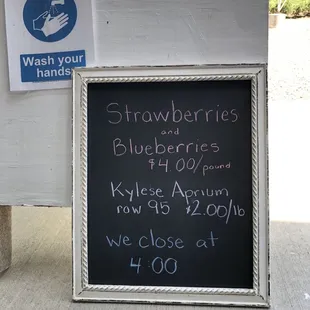 Wash your
hands
Strawberries
and
Blueberries
$4.00/pound
Kylese Aprium
row 95 $2.00/lb
We close at
4:00